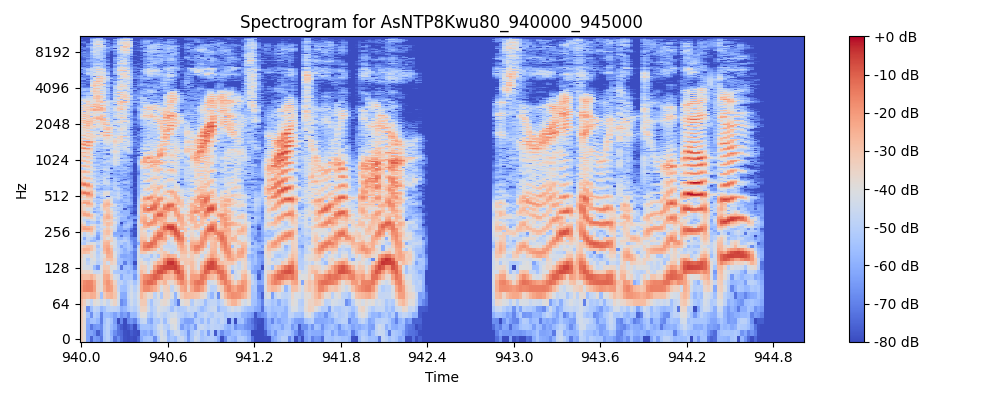 Spectrogram for AsNTP8Kwu80_940000_945000
Hz
8192
4096
2048
1024
512
256
128
64
0
940.0 940.6 941.2 941.8 942.4 943.0 943.6 944.2 944.8
Time
+0 dB
-10 dB
-20 dB
-30 dB
-40 dB
-50 dB
-60 dB
-70 dB
-80 dB